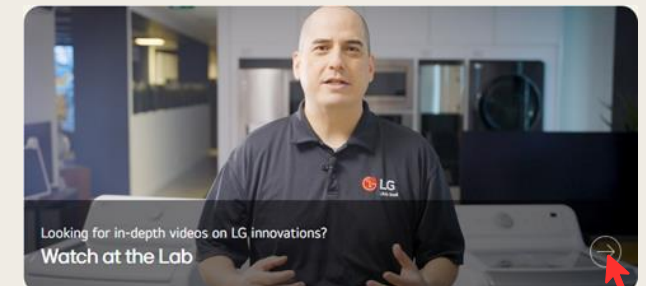 LG
Looking for in-depth videos on LG innovations?
Watch at the Lab